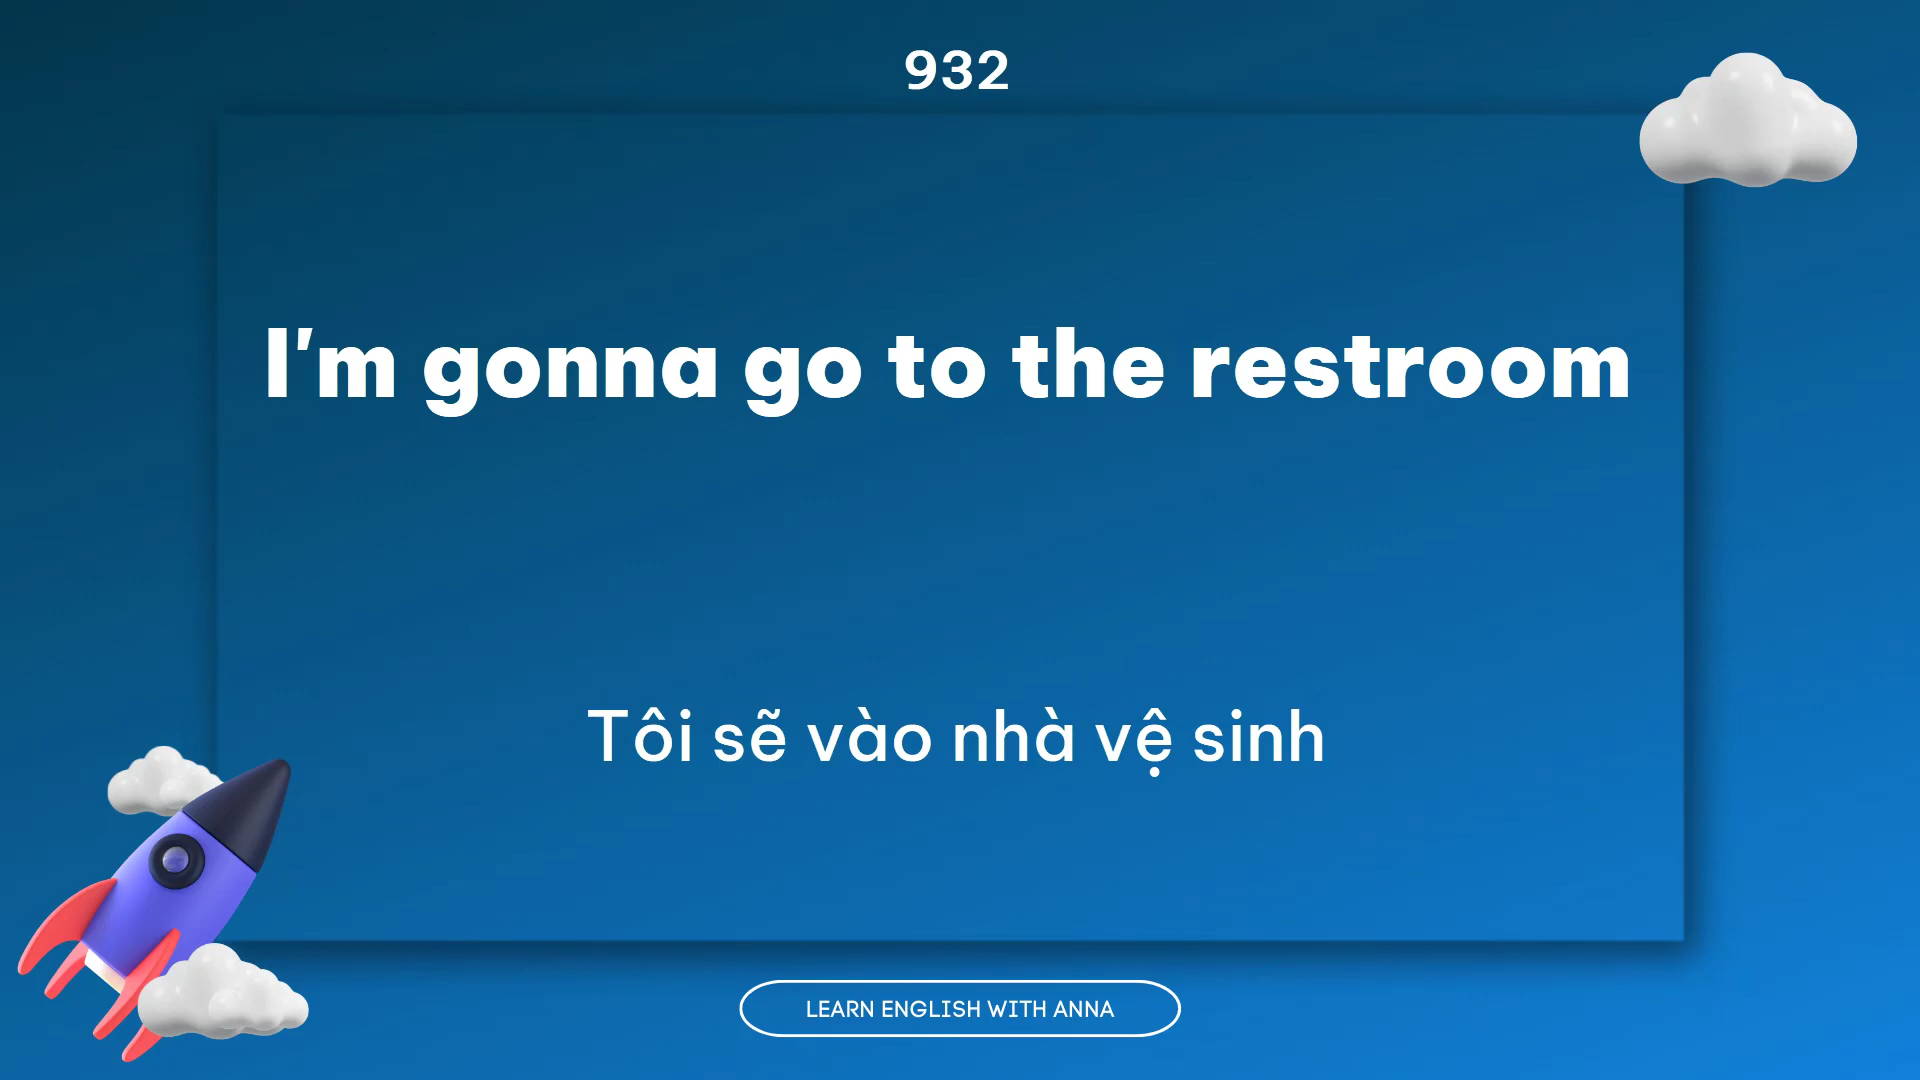 932
I'm gonna go to the restroom
Tôi sẽ vào nhà vệ sinh
LEARN ENGLISH WITH ANNA